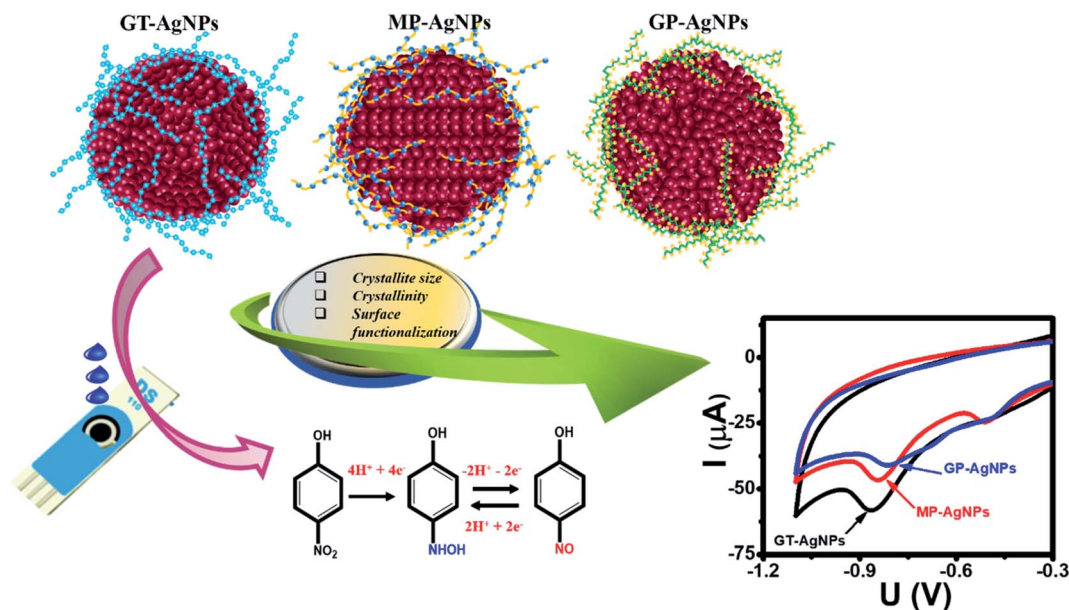 GT-AgNPs
MP-AgNPs
GP-AgNPs
❑ Crystallite size
❑ Crystallinity
❑ Surface
functionalization
DS
110
OH
NO₂
4H⁺ + 4e⁻
OH
NHOH
-2H⁺ - 2e⁻
2H⁺ + 2e⁻
OH
NO
I (µA)
0
-25
-50
-75
GP-AgNPs
MP-AgNPs
GT-AgNPs
-1.2
-0.9
-0.6
-0.3
U (V)